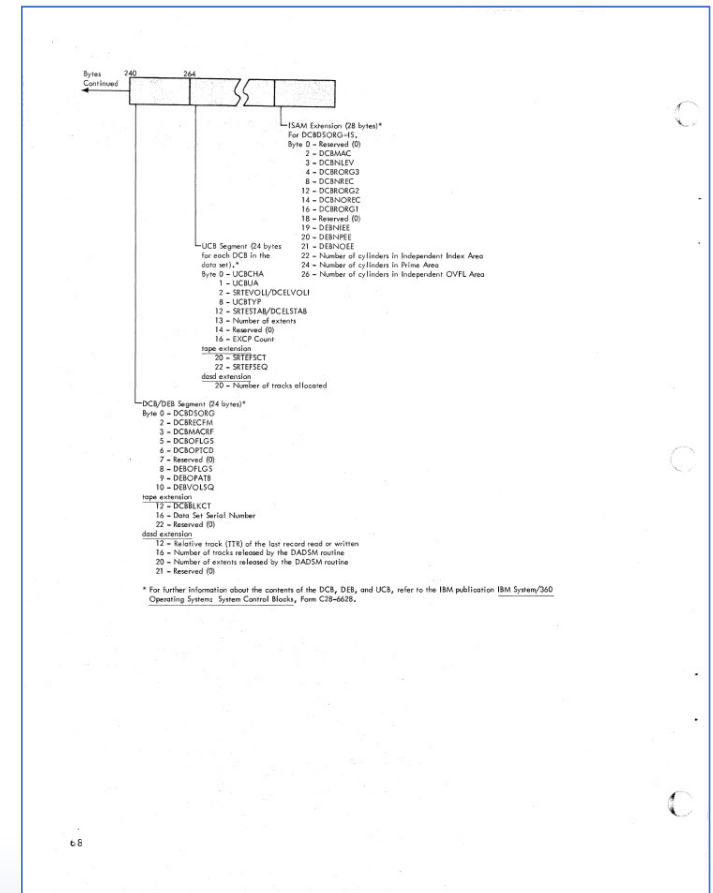 Bytes 240 264
Continued
ISAM Extension (28 bytes)*
For DCBDSORG=IS.
Byte 0 - Reserved (0)
2 - DCBMAC
3 - DCBNLEV
4 - DCBRORG3
8 - DCBNREC
12 - DCBRORG2
14 - DCBNOREC
16 - DCBRORG1
18 - Reserved (0)
19 - DEBNIEE
20 - DEBNPEE
21 - DEBNOEE
22 - Number of cylinders in Independent Index Area
24 - Number of cylinders in Prime Area
26 - Number of cylinders in Independent OVFL Area
UCB Segment (24 bytes
for each DCB in the
data set).*
Byte 0 - UCBCHA
1 - UCBUA
2 - SRTEVOLI/DCELVOLI
8 - UCBTYP
12 - SRTESTAB/DCELSTAB
13 - Number of extents
14 - Reserved (0)
16 - EXCP Count
tape extension
20 - SRTEFSCT
22 - SRTEFSEQ
dasd extension
20 - Number of tracks allocated
DCB/DEB Segment (24 bytes)*
Byte 0 - DCBDSORG
2 - DCBRECFM
3 - DCBMACRF
5 - DCBOFLGS
6 - DCBOPTCD
7 - Reserved (0)
8 - DEBOFLGS
9 - DEBOPATB
10 - DEBVOLSQ
tape extension
12 - DCBBLKCT
16 - Data Set Serial Number
22 - Reserved (0)
dasd extension
12 - Relative track (TTR) of the last record read or written
16 - Number of tracks released by the DADSM routine
20 - Number of extents released by the DADSM routine
21 - Reserved (0)
* For further information about the contents of the DCB, DEB, and UCB, refer to the IBM publication IBM System/360
Operating System: System Control Blocks, Form C28-6628.
68